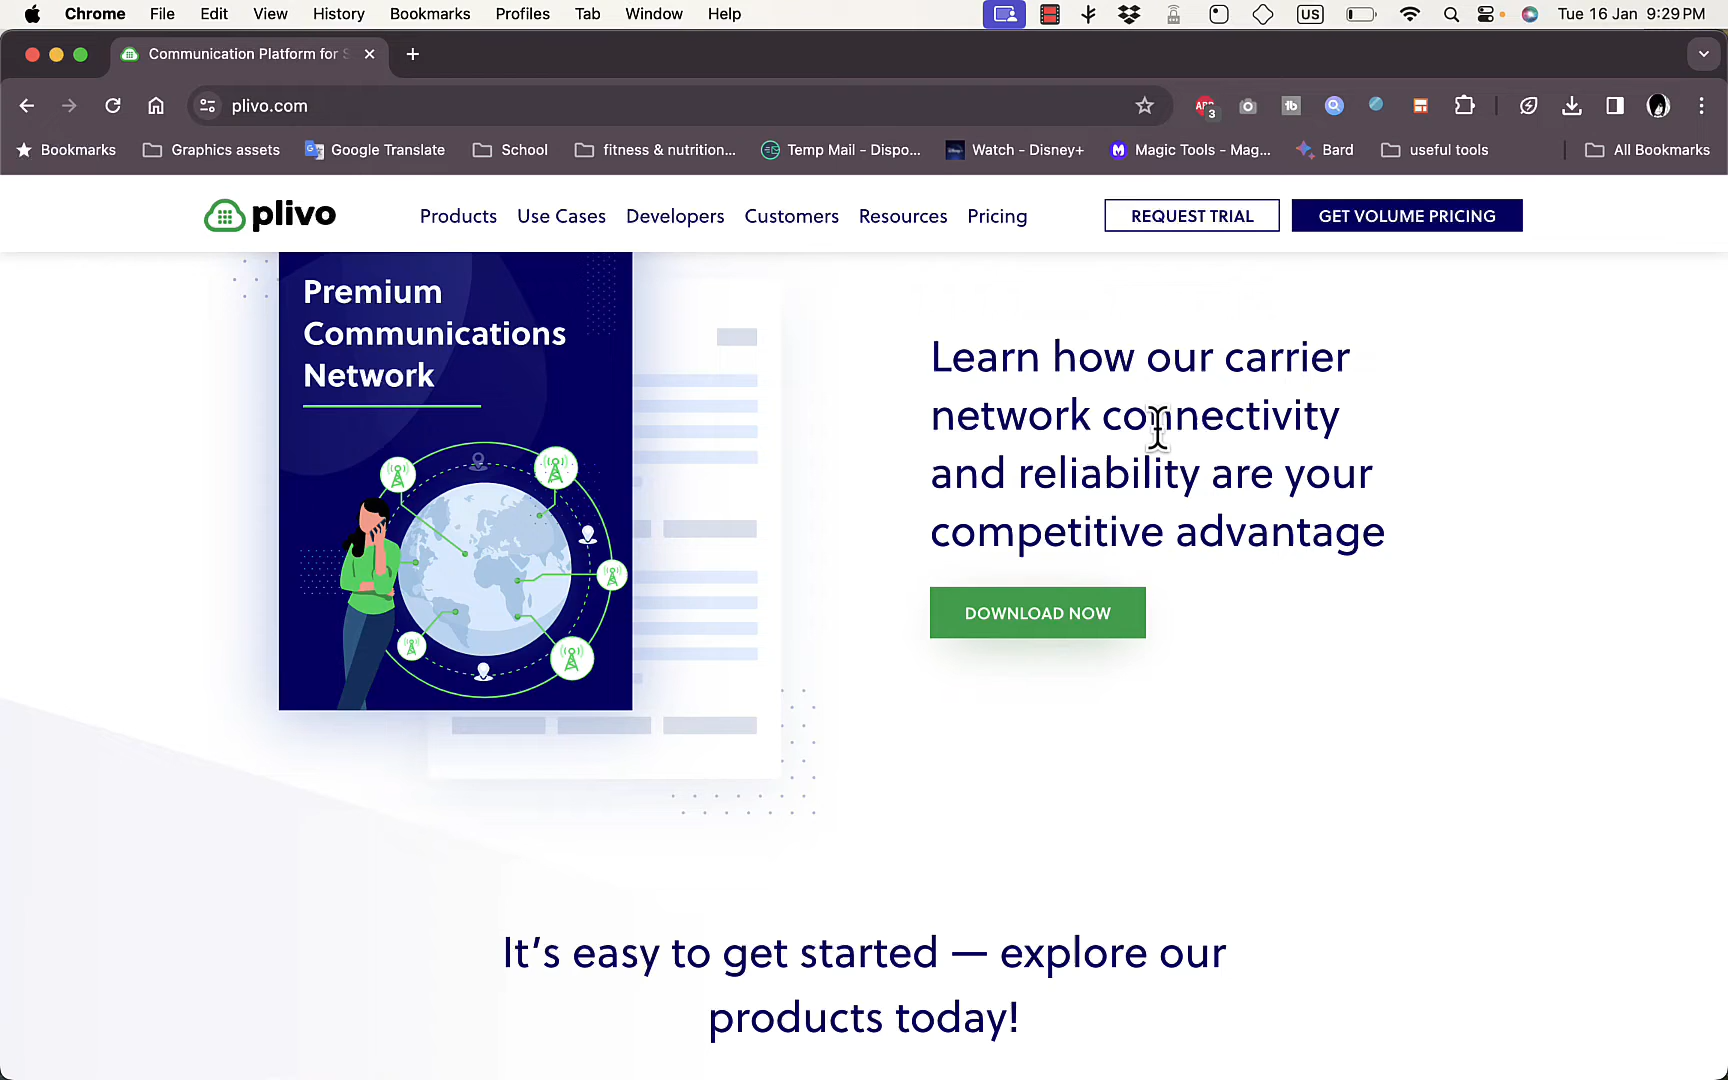 Chrome File Edit View History Bookmarks Profiles Tab Window Help US Tue 16 Jan 9:29 PM
Communication Platform for S
plivo.com ABP 3 tb
Bookmarks Graphics assets Google Translate School fitness & nutrition... Temp Mail - Dispo... Watch - Disney+ Magic Tools - Mag... Bard useful tools All Bookmarks
plivo Products Use Cases Developers Customers Resources Pricing REQUEST TRIAL GET VOLUME PRICING
Premium
Communications
Network
Learn how our carrier
network connectivity
and reliability are your
competitive advantage
DOWNLOAD NOW
It's easy to get started — explore our
products today!